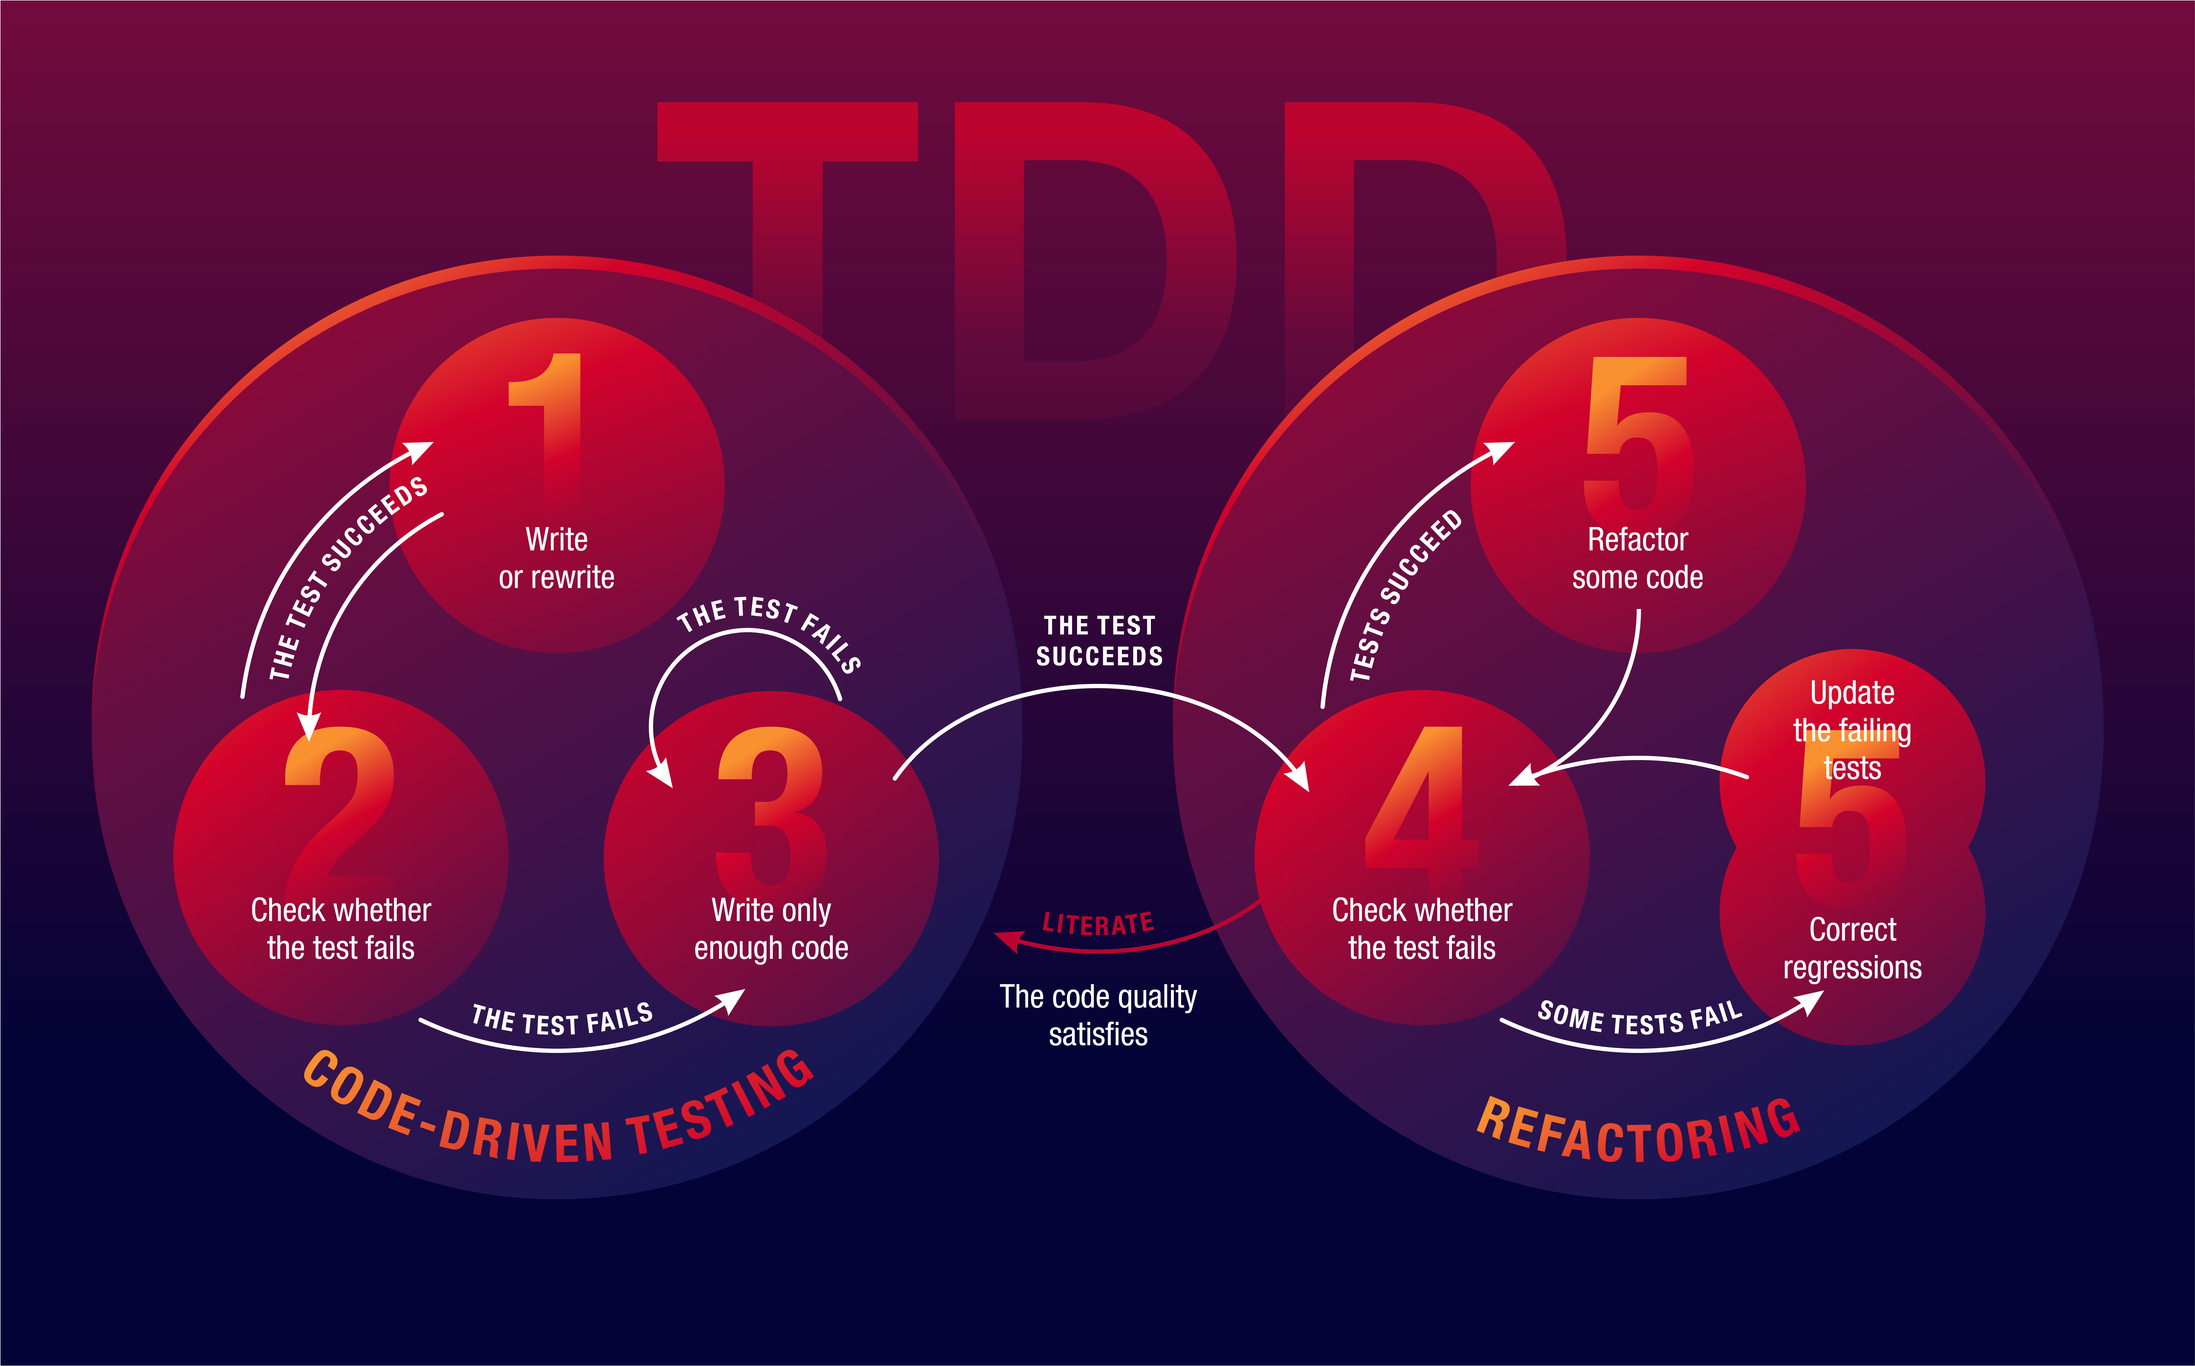 TDD
1
Write
or rewrite
THE TEST SUCCEEDS
2
Check whether
the test fails
THE TEST FAILS
3
Write only
enough code
THE TEST FAILS
CODE-DRIVEN TESTING
THE TEST
SUCCEEDS
LITERATE
The code quality
satisfies
5
Refactor
some code
TESTS SUCCEED
4
Check whether
the test fails
Update
the failing
tests
5
Correct
regressions
SOME TESTS FAIL
REFACTORING